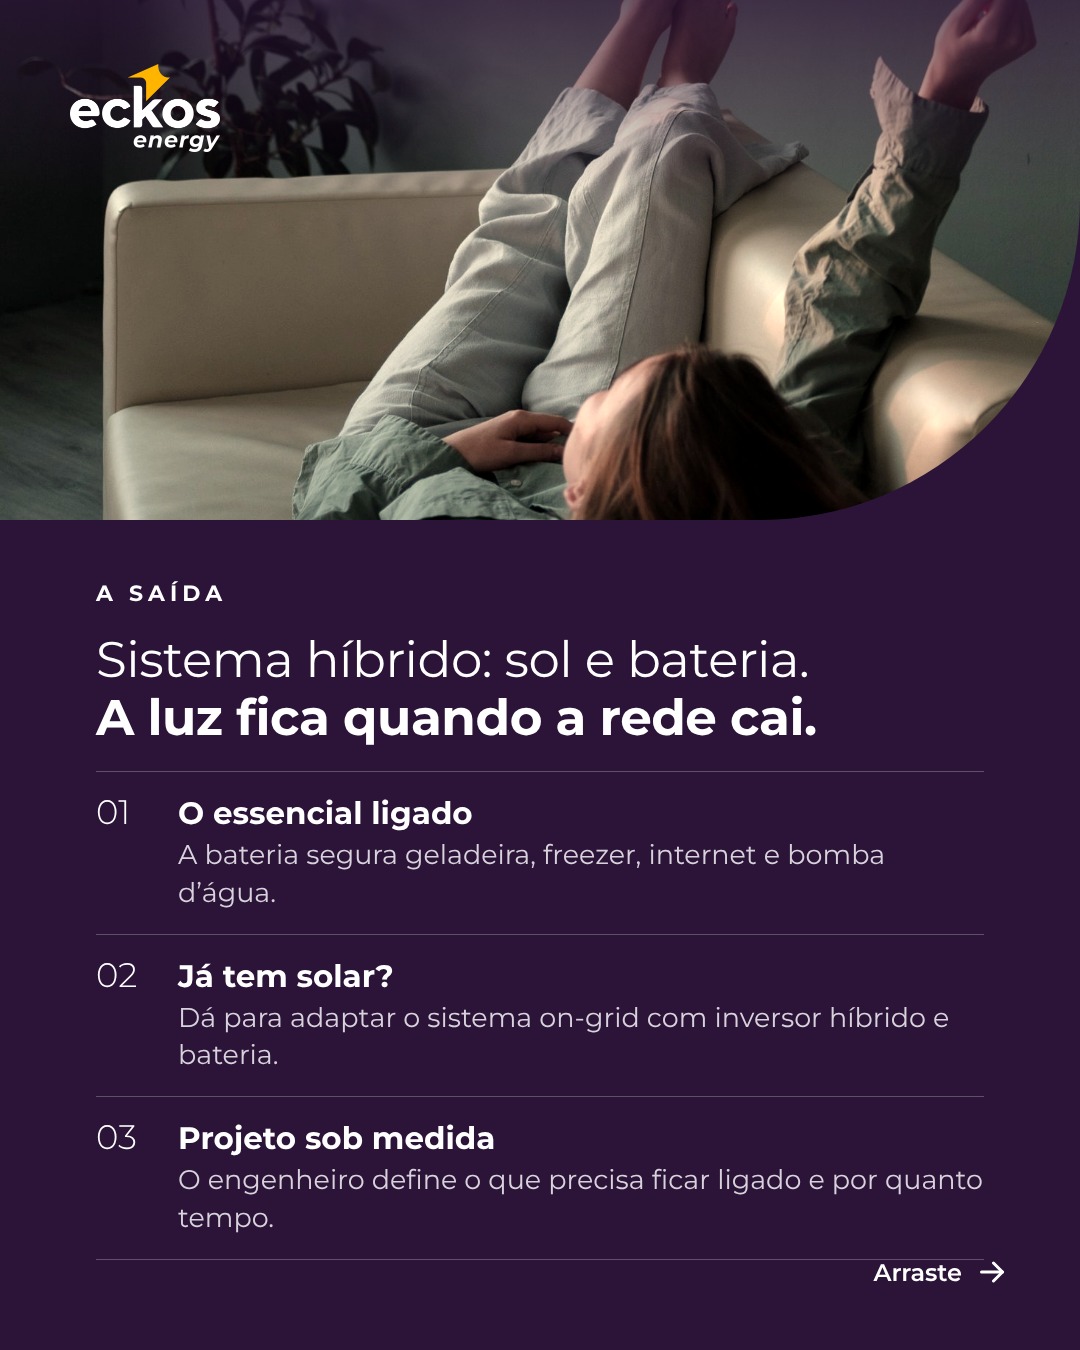 eckos
energy
A SAÍDA
Sistema híbrido: sol e bateria.
A luz fica quando a rede cai.
01
O essencial ligado
A bateria segura geladeira, freezer, internet e bomba
d’água.
02
Já tem solar?
Dá para adaptar o sistema on-grid com inversor híbrido e
bateria.
03
Projeto sob medida
O engenheiro define o que precisa ficar ligado e por quanto
tempo.
Arraste →